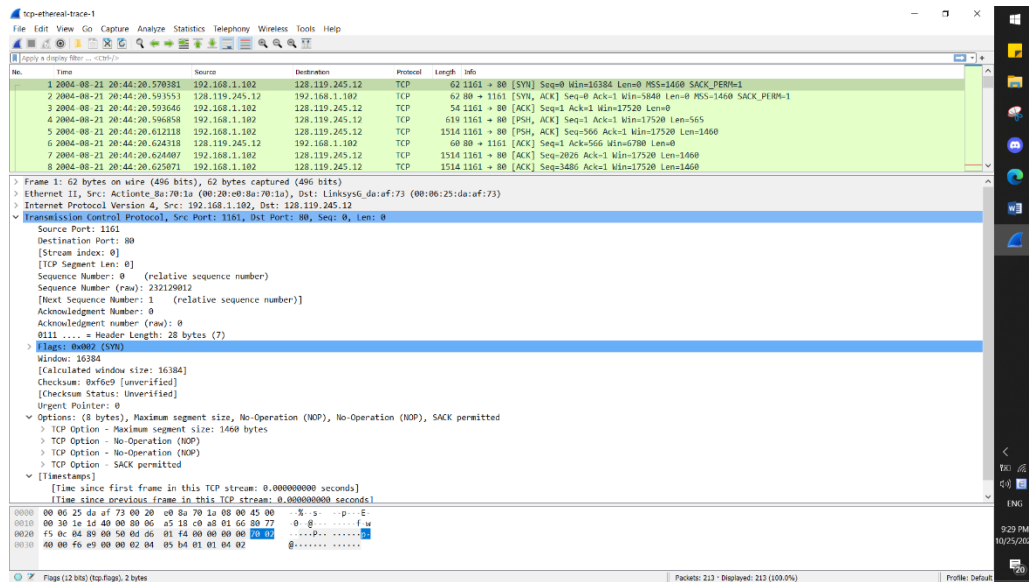 tcp-ethereal-trace-1
File Edit View Go Capture Analyze Statistics Telephony Wireless Tools Help
Apply a display filter ... <Ctrl-/>
No. Time Source Destination Protocol Length Info
1 2004-08-21 20:44:20.570381 192.168.1.102 128.119.245.12 TCP 62 1161 → 80 [SYN] Seq=0 Win=16384 Len=0 MSS=1460 SACK_PERM=1
2 2004-08-21 20:44:20.593553 128.119.245.12 192.168.1.102 TCP 62 80 → 1161 [SYN, ACK] Seq=0 Ack=1 Win=5840 Len=0 MSS=1460 SACK_PERM=1
3 2004-08-21 20:44:20.593646 192.168.1.102 128.119.245.12 TCP 54 1161 → 80 [ACK] Seq=1 Ack=1 Win=17520 Len=0
4 2004-08-21 20:44:20.596858 192.168.1.102 128.119.245.12 TCP 619 1161 → 80 [PSH, ACK] Seq=1 Ack=1 Win=17520 Len=565
5 2004-08-21 20:44:20.612118 192.168.1.102 128.119.245.12 TCP 1514 1161 → 80 [PSH, ACK] Seq=566 Ack=1 Win=17520 Len=1460
6 2004-08-21 20:44:20.624318 128.119.245.12 192.168.1.102 TCP 60 80 → 1161 [ACK] Seq=1 Ack=566 Win=6780 Len=0
7 2004-08-21 20:44:20.624407 192.168.1.102 128.119.245.12 TCP 1514 1161 → 80 [ACK] Seq=2026 Ack=1 Win=17520 Len=1460
8 2004-08-21 20:44:20.625071 192.168.1.102 128.119.245.12 TCP 1514 1161 → 80 [ACK] Seq=3486 Ack=1 Win=17520 Len=1460
> Frame 1: 62 bytes on wire (496 bits), 62 bytes captured (496 bits)
> Ethernet II, Src: Actionte_8a:70:1a (00:20:e0:8a:70:1a), Dst: LinksysG_da:af:73 (00:06:25:da:af:73)
> Internet Protocol Version 4, Src: 192.168.1.102, Dst: 128.119.245.12
Transmission Control Protocol, Src Port: 1161, Dst Port: 80, Seq: 0, Len: 0
Source Port: 1161
Destination Port: 80
[Stream index: 0]
[TCP Segment Len: 0]
Sequence Number: 0 (relative sequence number)
Sequence Number (raw): 232129012
[Next Sequence Number: 1 (relative sequence number)]
Acknowledgment Number: 0
Acknowledgment number (raw): 0
0111 .... = Header Length: 28 bytes (7)
> Flags: 0x002 (SYN)
Window: 16384
[Calculated window size: 16384]
Checksum: 0xf6e9 [unverified]
[Checksum Status: Unverified]
Urgent Pointer: 0
Options: (8 bytes), Maximum segment size, No-Operation (NOP), No-Operation (NOP), SACK permitted
> TCP Option - Maximum segment size: 1460 bytes
> TCP Option - No-Operation (NOP)
> TCP Option - No-Operation (NOP)
> TCP Option - SACK permitted
[Timestamps]
[Time since first frame in this TCP stream: 0.000000000 seconds]
[Time since previous frame in this TCP stream: 0.000000000 seconds]
0000 00 06 25 da af 73 00 20 e0 8a 70 1a 08 00 45 00 ··%··s· ··p···E·
0010 00 30 1e 1d 40 00 80 06 a5 18 c0 a8 01 66 80 77 ·0··@··· ·····f·w
0020 f5 0c 04 89 00 50 0d d6 01 f4 00 00 00 00 70 02 ·····P·· ······p·
0030 40 00 f6 e9 00 00 02 04 05 b4 01 01 04 02 @······· ······
Flags (12 bits) (tcp.flags), 2 bytes
Packets: 213 · Displayed: 213 (100.0%)
Profile: Default
ENG
9:29 PM
10/25/202
20